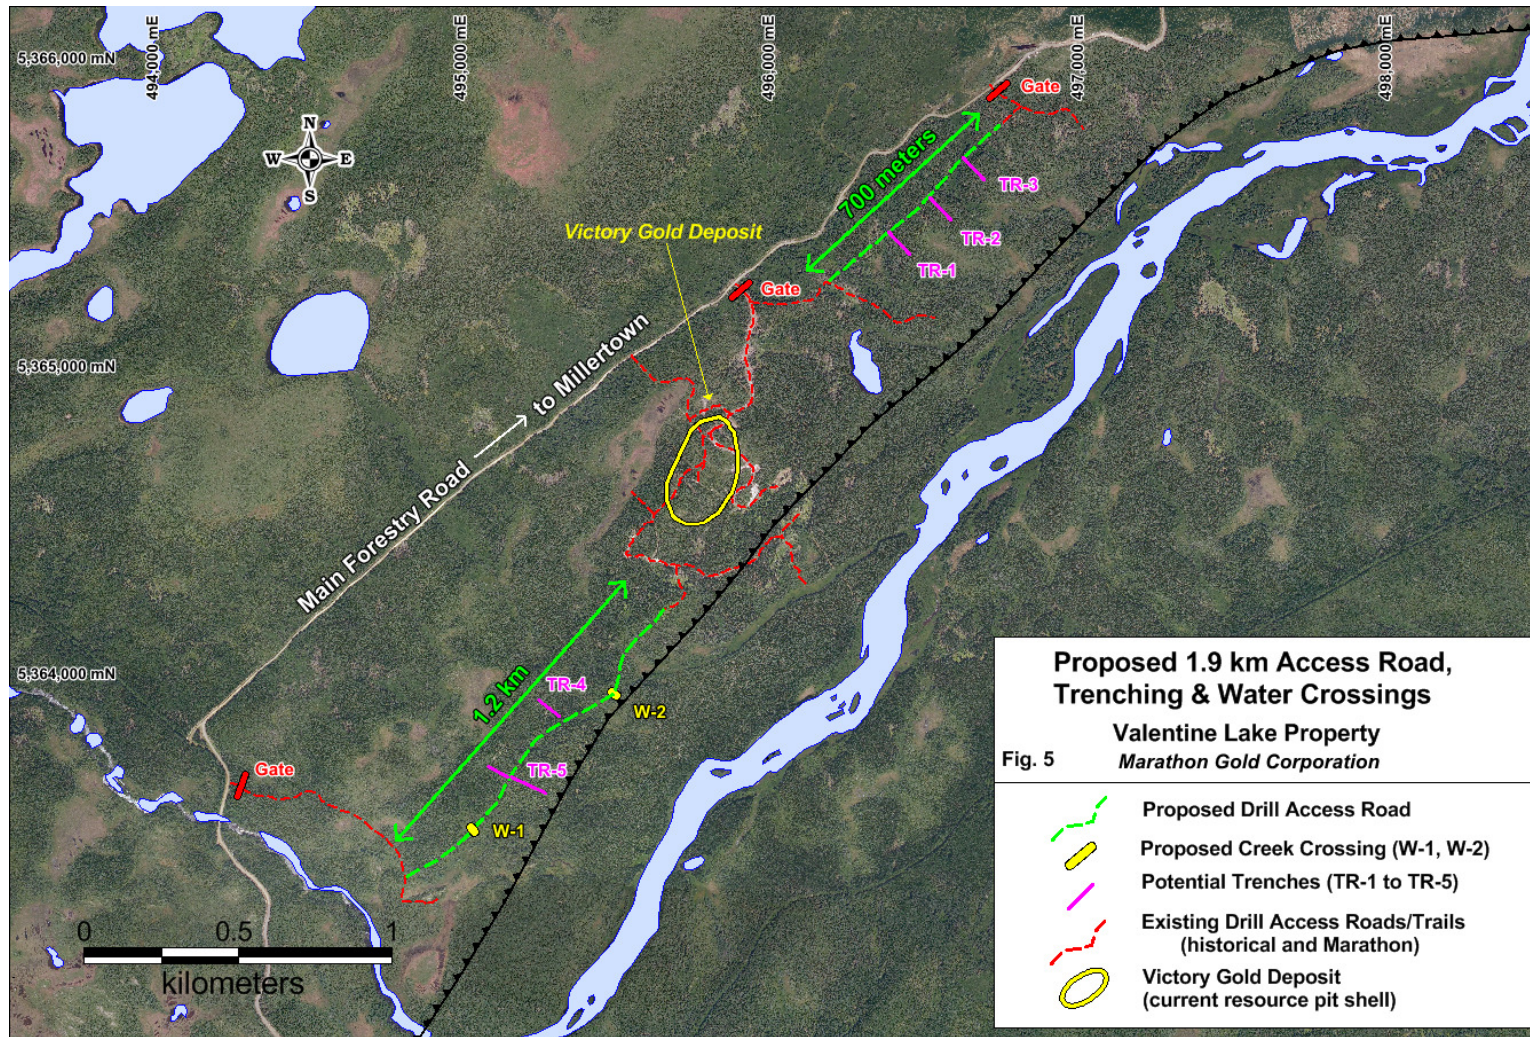 5,366,000 mN
494,000 mE
495,000 mE
496,000 mE
497,000 mE
498,000 mE
Gate
N
W E
S
700 meters
TR-3
TR-2
TR-1
Victory Gold Deposit
Gate
5,365,000 mN
to Millertown
Main Forestry Road
5,364,000 mN
1.2 km
TR-4
W-2
TR-5
Gate
W-1
0 0.5 1
kilometers
Proposed 1.9 km Access Road,
Trenching & Water Crossings
Valentine Lake Property
Fig. 5 Marathon Gold Corporation
Proposed Drill Access Road
Proposed Creek Crossing (W-1, W-2)
Potential Trenches (TR-1 to TR-5)
Existing Drill Access Roads/Trails
(historical and Marathon)
Victory Gold Deposit
(current resource pit shell)